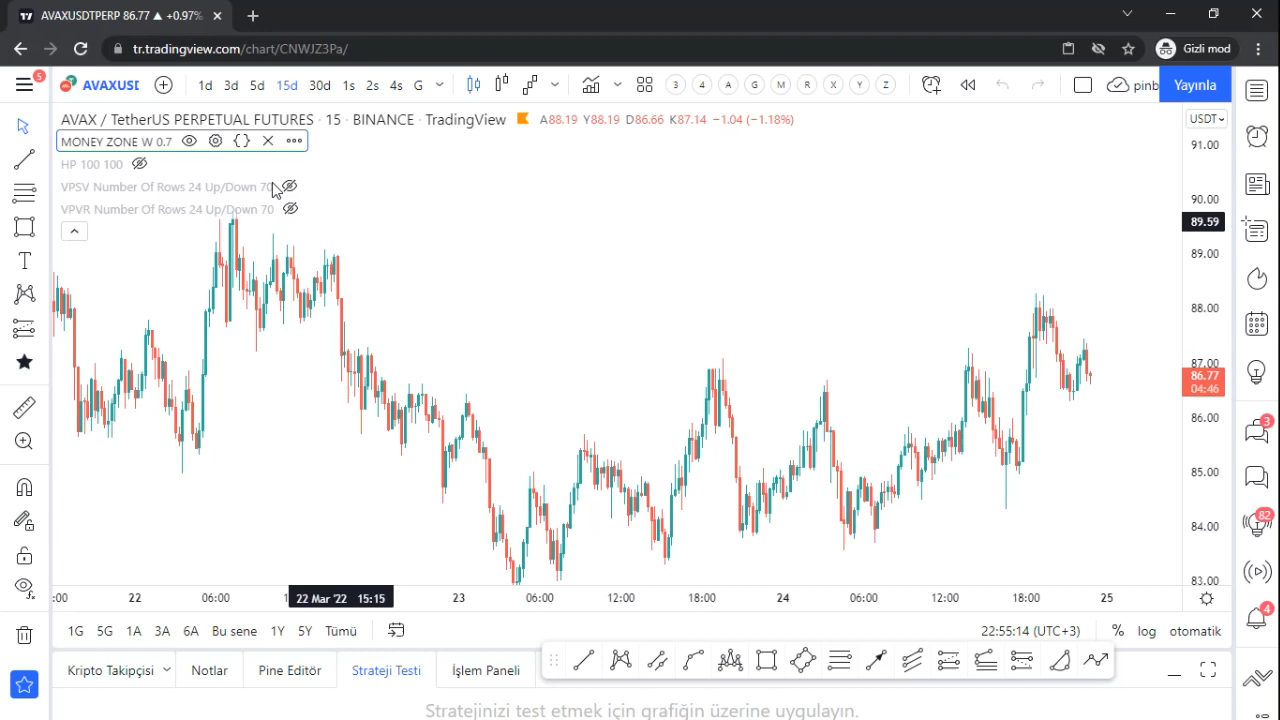 AVAXUSDTPERP 86.77 ▲ +0.97%
tr.tradingview.com/chart/CNWJZ3Pa/
Gizli mod
5
AVAXUSI
1d 3d 5d 15d 30d 1s 2s 4s G
3 4 A G M R X Y Z
pinb
Yayınla
AVAX / TetherUS PERPETUAL FUTURES · 15 · BINANCE · TradingView
A88.19 Y88.19 D86.66 K87.14 −1.04 (−1.18%)
USDT
MONEY ZONE W 0.7
HP 100 100
VPSV Number Of Rows 24 Up/Down 70
VPVR Number Of Rows 24 Up/Down 70
91.00
90.00
89.59
89.00
88.00
87.00
86.77
04:46
86.00
85.00
84.00
83.00
3
82
4
:00 22 06:00 22 Mar '22 15:15 23 06:00 12:00 18:00 24 06:00 12:00 18:00 25
1G 5G 1A 3A 6A Bu sene 1Y 5Y Tümü
22:55:14 (UTC+3) % log otomatik
Kripto Takipçisi Notlar Pine Editör Strateji Testi İşlem Paneli
Stratejinizi test etmek için grafiğin üzerine uygulayın.